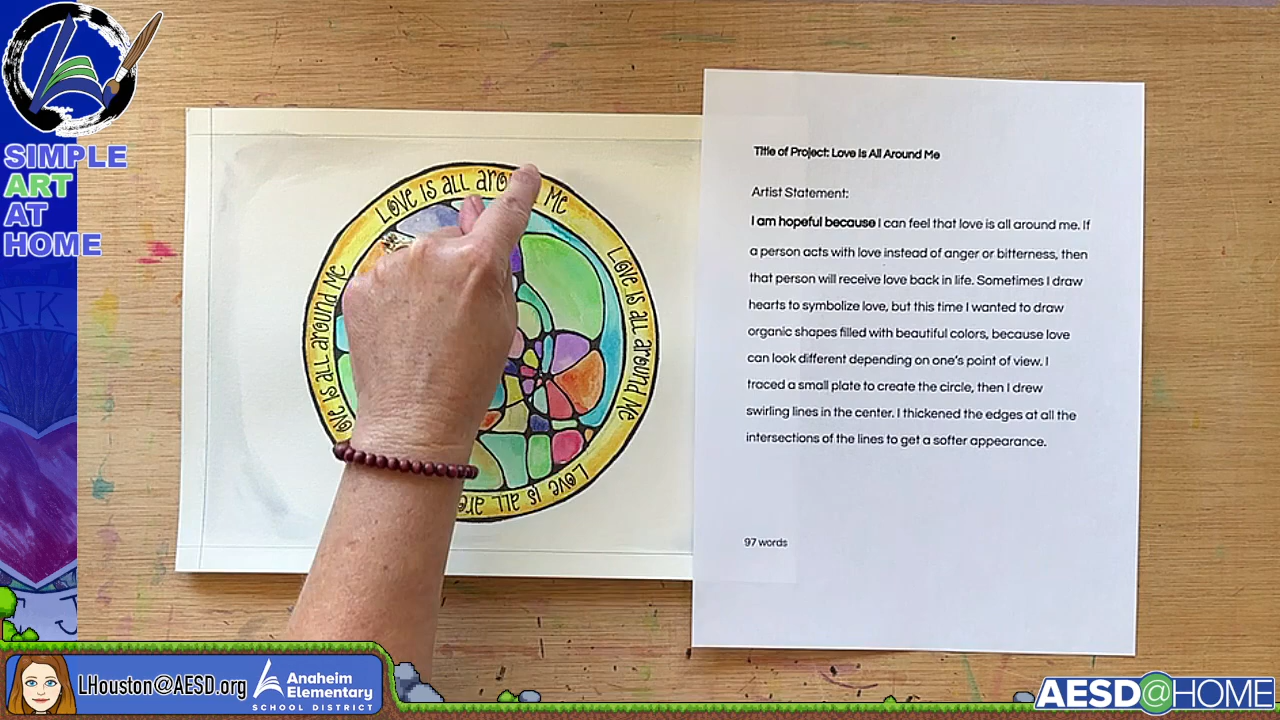 SIMPLE
ART
AT
HOME
Love is all arou
Me
Love is all around Me
Love is all
ove is all around Me
Title of Project: Love Is All Around Me
Artist Statement:
I am hopeful because I can feel that love is all around me. If
a person acts with love instead of anger or bitterness, then
that person will receive love back in life. Sometimes I draw
hearts to symbolize love, but this time I wanted to draw
organic shapes filled with beautiful colors, because love
can look different depending on one's point of view. I
traced a small plate to create the circle, then I drew
swirling lines in the center. I thickened the edges at all the
intersections of the lines to get a softer appearance.
97 words
LHouston@AESD.org
Anaheim
Elementary
SCHOOL DISTRICT
AESD@HOME